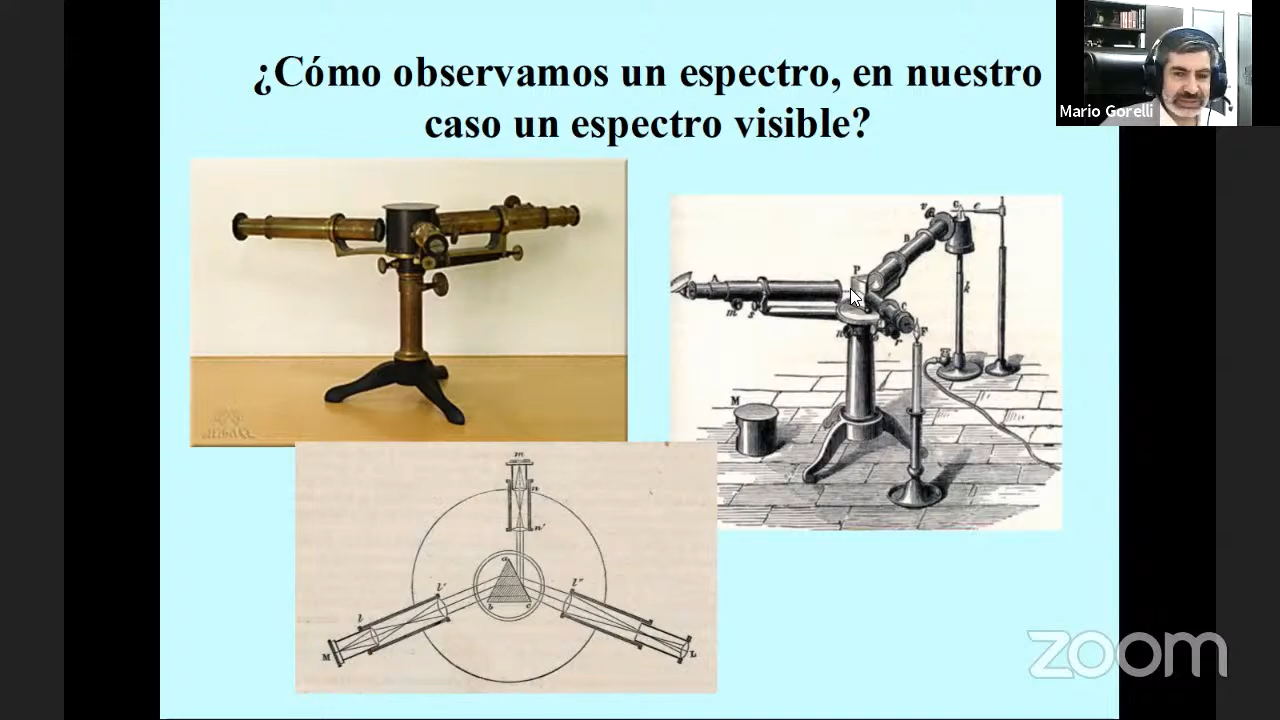 ¿Cómo observamos un espectro, en nuestro
caso un espectro visible?
Mario Gorelli
A
m
s
B
v
G
e
P
C
F
k
M
m
n
n'
a
b
c
l
l'
l''
M
L
zoom